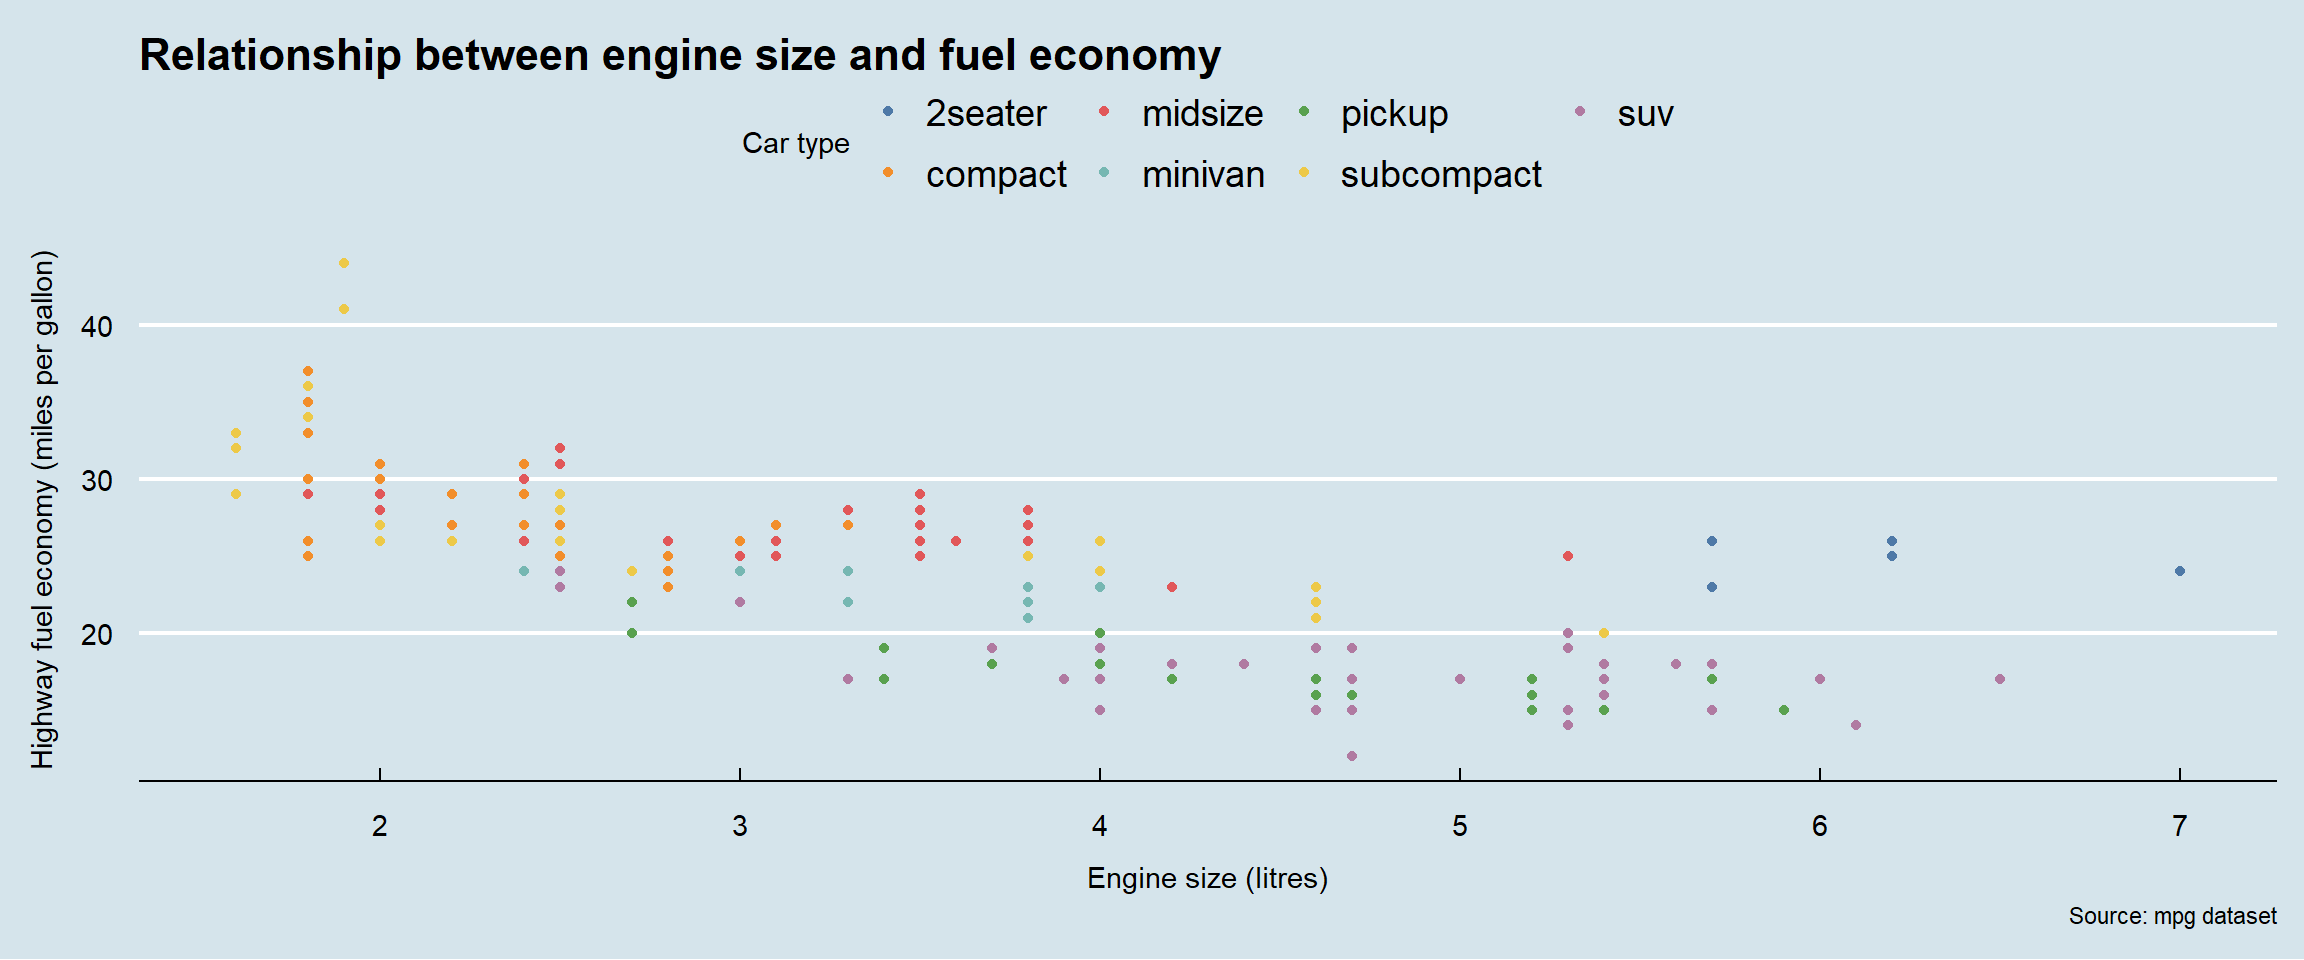 Relationship between engine size and fuel economy
Car type
2seater
midsize
pickup
suv
compact
minivan
subcompact
Highway fuel economy (miles per gallon)
40
30
20
2
3
4
5
6
7
Engine size (litres)
Source: mpg dataset